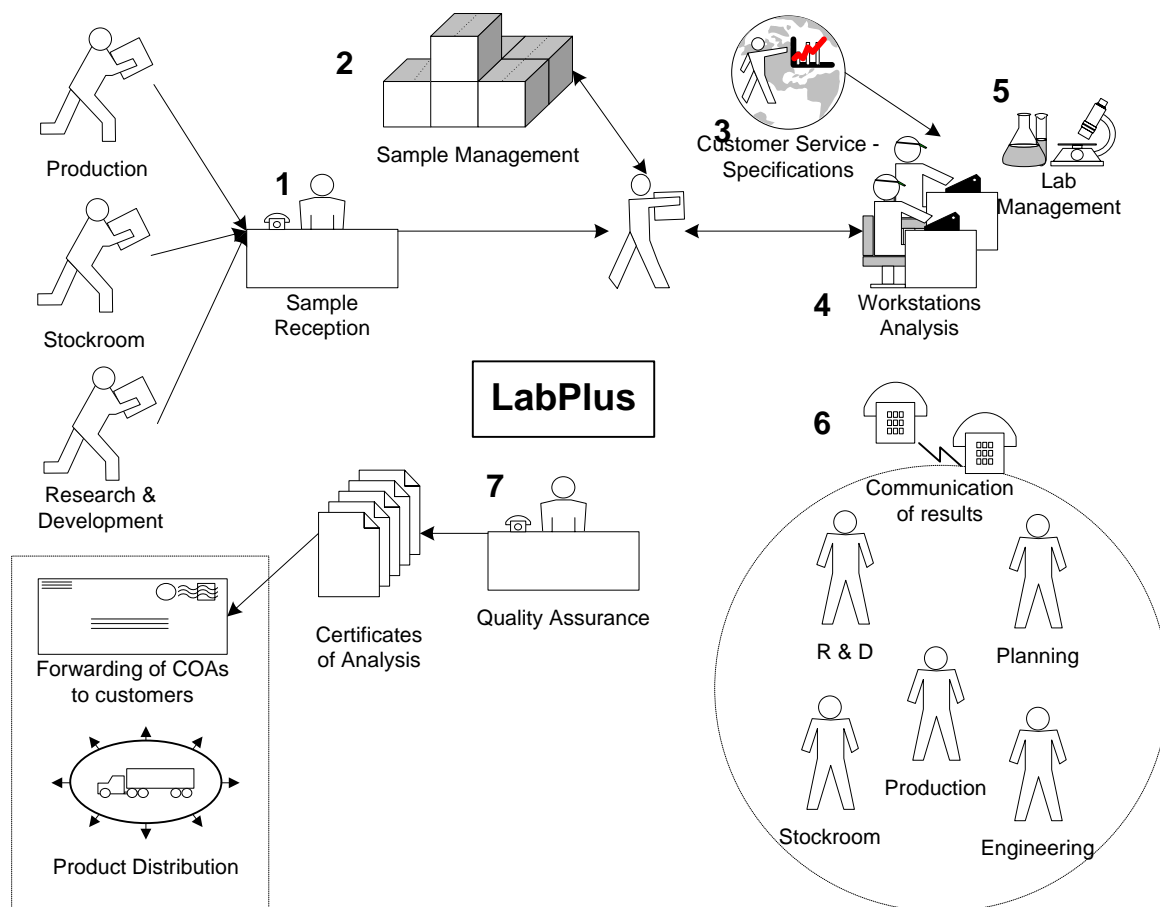 Production
Stockroom
Research &
Development
1
Sample
Reception
2
Sample Management
3
Customer Service -
Specifications
4
Workstations
Analysis
5
Lab
Management
LabPlus
6
Communication
of results
R & D
Planning
Production
Stockroom
Engineering
7
Quality Assurance
Certificates
of Analysis
Forwarding of COAs
to customers
Product Distribution